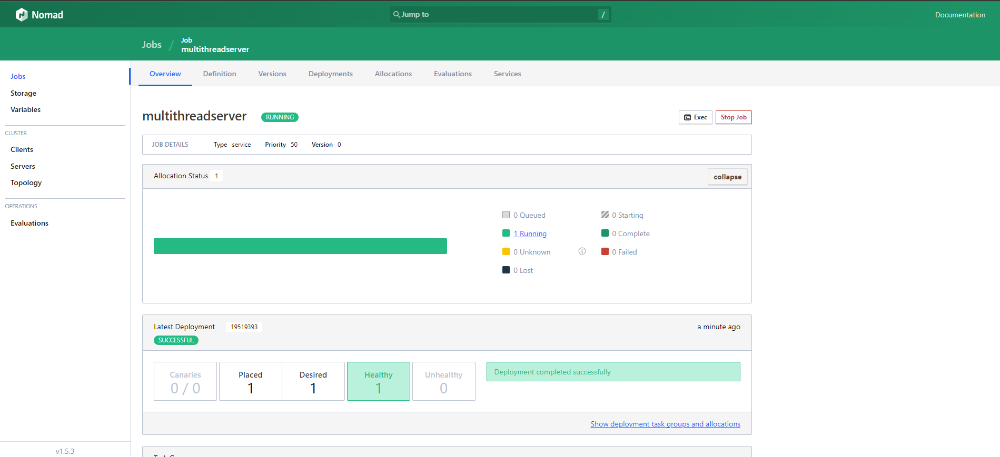 Nomad
Jump to
/
Documentation
Jobs / Job
multithreadserver
Jobs
Storage
Variables
CLUSTER
Clients
Servers
Topology
OPERATIONS
Evaluations
v1.5.3
Overview Definition Versions Deployments Allocations Evaluations Services
multithreadserver RUNNING
Exec Stop Job
JOB DETAILS Type service Priority 50 Version 0
Allocation Status 1
collapse
0 Queued 0 Starting
1 Running 0 Complete
0 Unknown 0 Failed
0 Lost
Latest Deployment 19519393 a minute ago
SUCCESSFUL
Canaries Placed Desired Healthy Unhealthy
0 / 0 1 1 1 0
Deployment completed successfully
Show deployment task groups and allocations